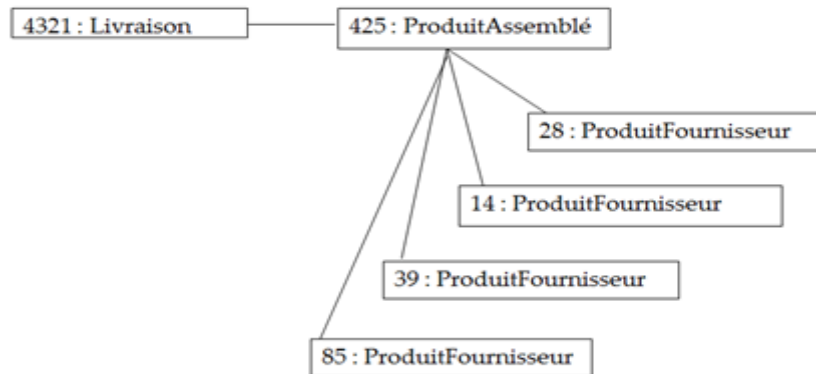 4321 : Livraison
425 : ProduitAssemblé
28 : ProduitFournisseur
14 : ProduitFournisseur
39 : ProduitFournisseur
85 : ProduitFournisseur